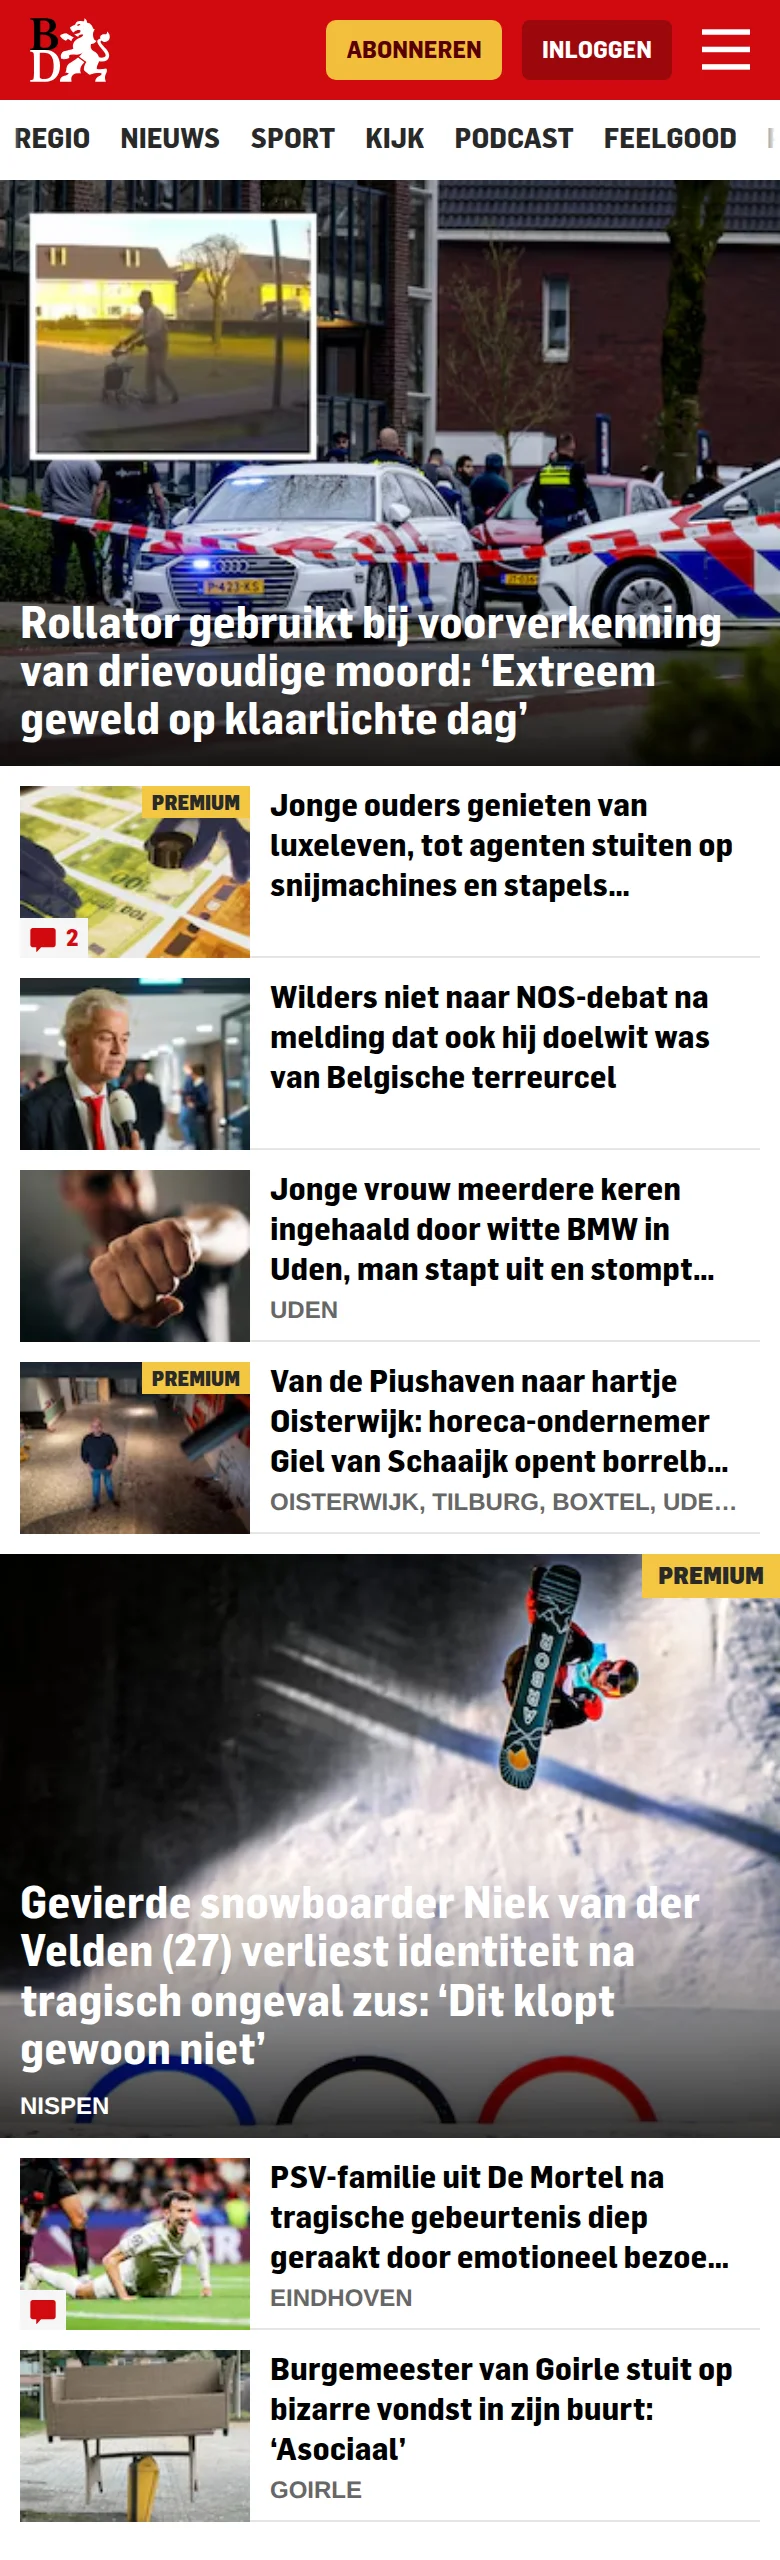 BD
ABONNEREN
INLOGGEN
REGIO NIEUWS SPORT KIJK PODCAST FEELGOOD
P-423-KS
Rollator gebruikt bij voorverkenning
van drievoudige moord: ‘Extreem
geweld op klaarlichte dag’
PREMIUM
2
Jonge ouders genieten van
luxeleven, tot agenten stuiten op
snijmachines en stapels...
Wilders niet naar NOS-debat na
melding dat ook hij doelwit was
van Belgische terreurcel
Jonge vrouw meerdere keren
ingehaald door witte BMW in
Uden, man stapt uit en stompt...
UDEN
PREMIUM
Van de Piushaven naar hartje
Oisterwijk: horeca-ondernemer
Giel van Schaaijk opent borrelb...
OISTERWIJK, TILBURG, BOXTEL, UDE...
PREMIUM
Gevierde snowboarder Niek van der
Velden (27) verliest identiteit na
tragisch ongeval zus: ‘Dit klopt
gewoon niet’
NISPEN
PSV-familie uit De Mortel na
tragische gebeurtenis diep
geraakt door emotioneel bezoe...
EINDHOVEN
Burgemeester van Goirle stuit op
bizarre vondst in zijn buurt:
‘Asociaal’
GOIRLE